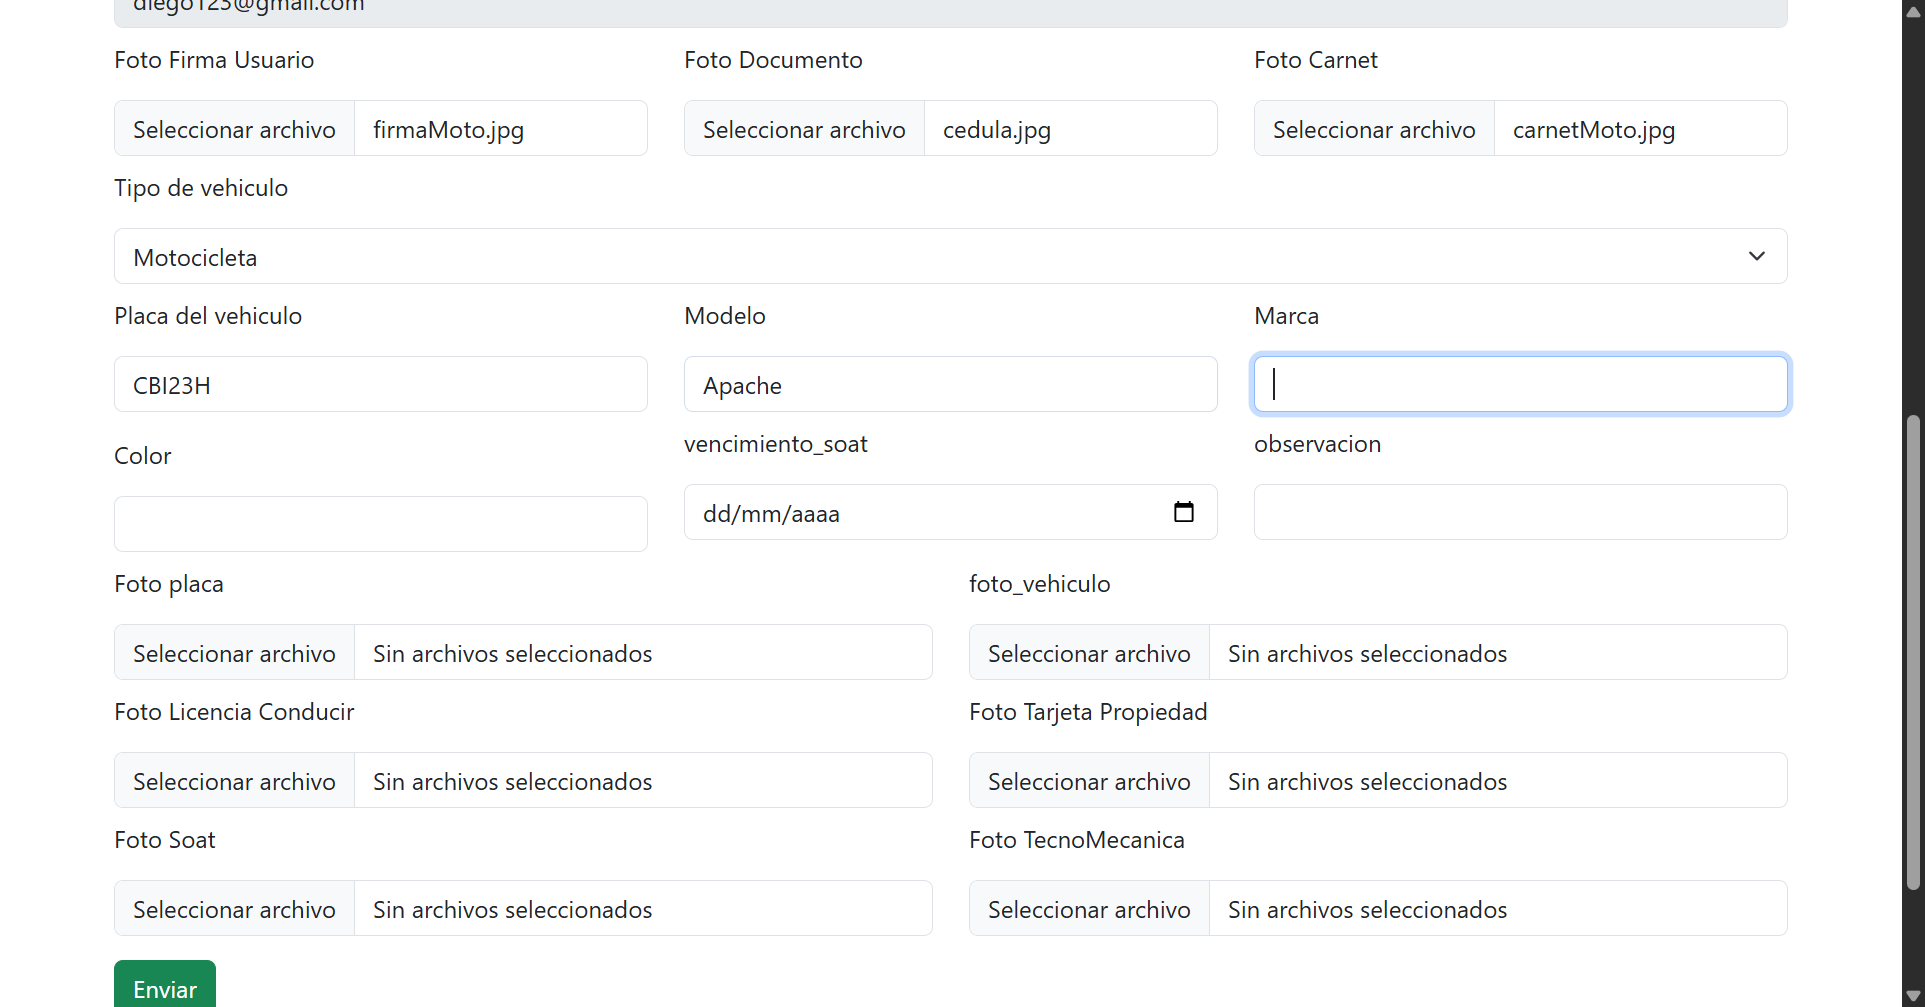 diego123@gmail.com
Foto Firma Usuario Foto Documento Foto Carnet
Seleccionar archivo firmaMoto.jpg Seleccionar archivo cedula.jpg Seleccionar archivo carnetMoto.jpg
Tipo de vehiculo
Motocicleta
Placa del vehiculo Modelo Marca
CBI23H Apache
Color vencimiento_soat observacion
dd/mm/aaaa
Foto placa foto_vehiculo
Seleccionar archivo Sin archivos seleccionados Seleccionar archivo Sin archivos seleccionados
Foto Licencia Conducir Foto Tarjeta Propiedad
Seleccionar archivo Sin archivos seleccionados Seleccionar archivo Sin archivos seleccionados
Foto Soat Foto TecnoMecanica
Seleccionar archivo Sin archivos seleccionados Seleccionar archivo Sin archivos seleccionados
Enviar